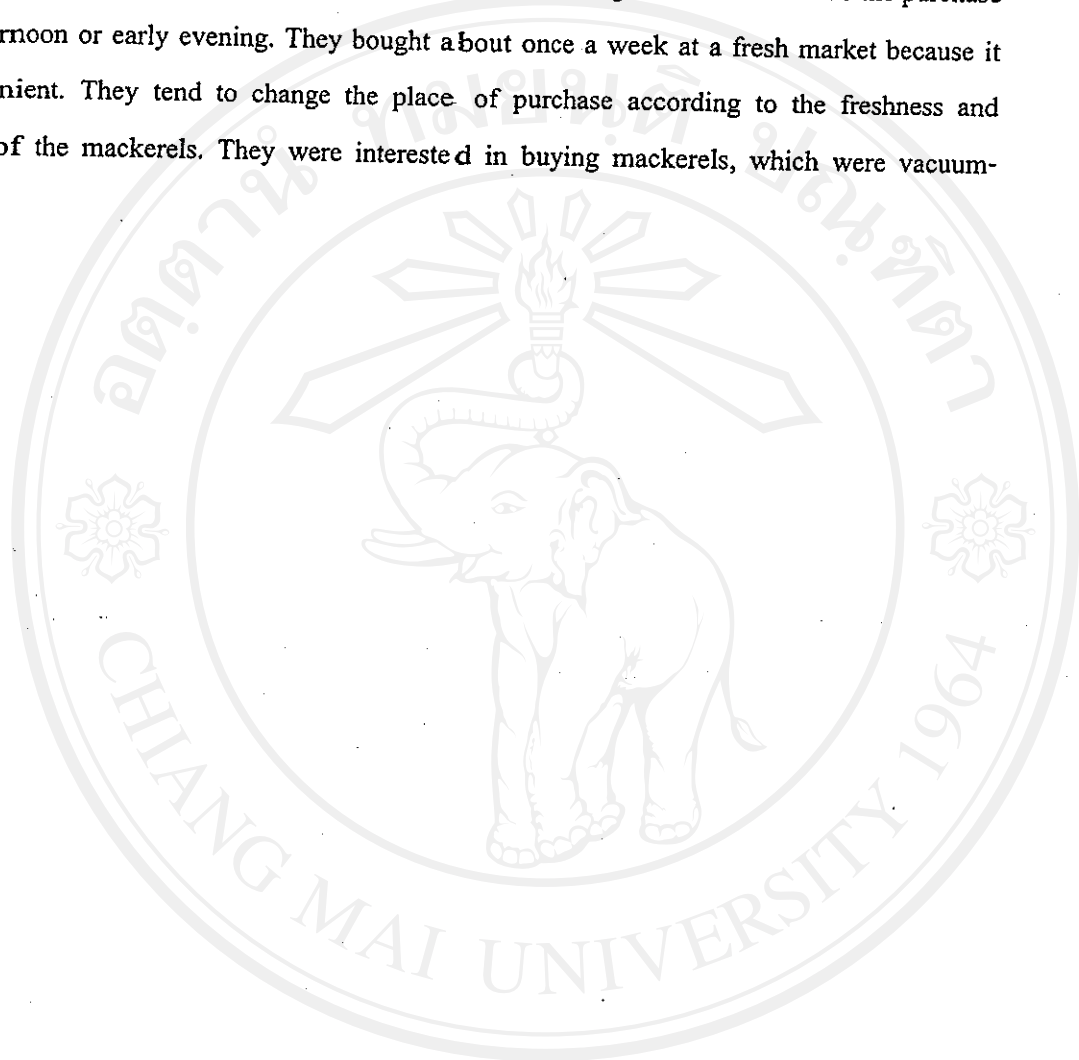 rnoon or early evening. They bought about once a week at a fresh market because it
nient. They tend to change the place of purchase according to the freshness and
of the mackerels. They were interested in buying mackerels, which were vacuum-
CHIANG MAI UNIVERSITY 1964